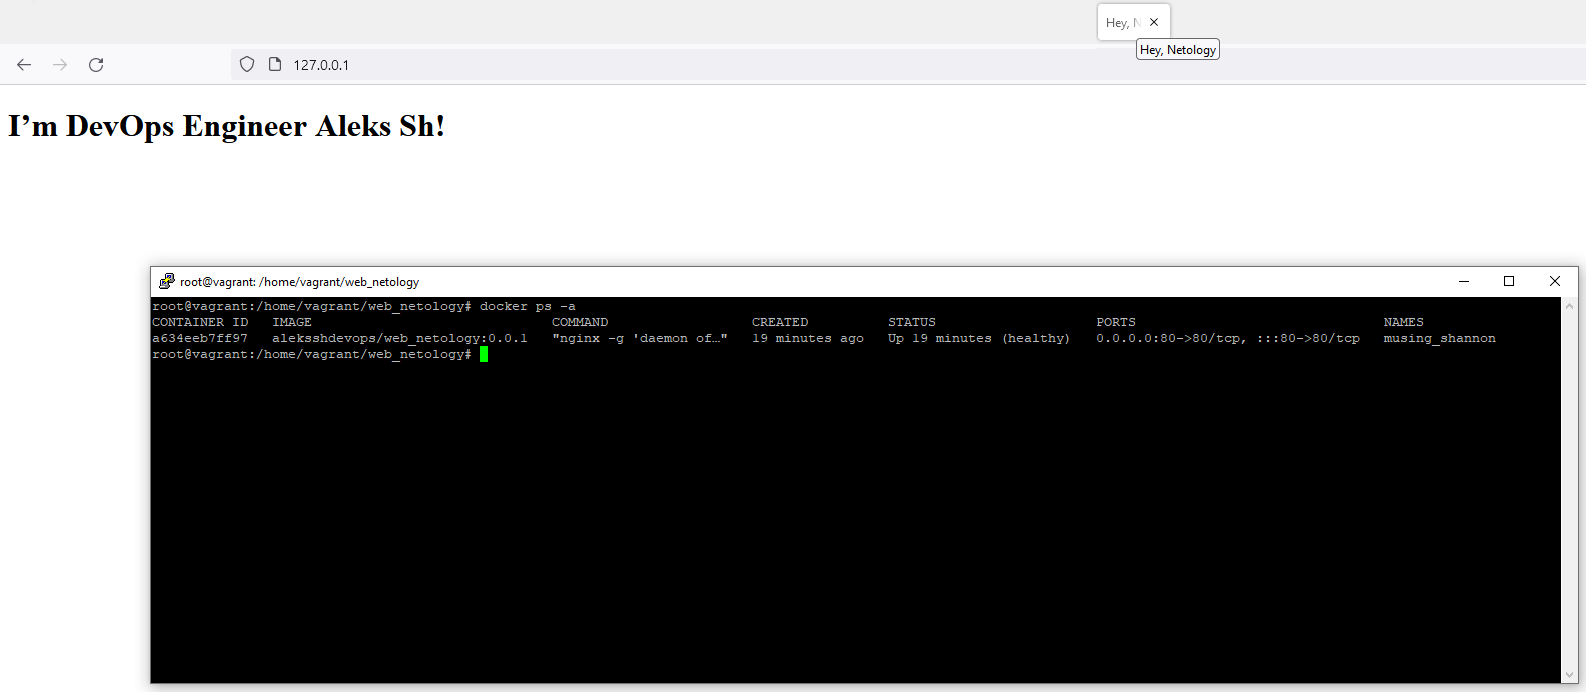 Hey, N
Hey, Netology
127.0.0.1
I’m DevOps Engineer Aleks Sh!
root@vagrant: /home/vagrant/web_netology
root@vagrant:/home/vagrant/web_netology# docker ps -a
CONTAINER ID IMAGE COMMAND CREATED STATUS PORTS NAMES
a634eeb7ff97 aleksshdevops/web_netology:0.0.1 "nginx -g 'daemon of…" 19 minutes ago Up 19 minutes (healthy) 0.0.0.0:80->80/tcp, :::80->80/tcp musing_shannon
root@vagrant:/home/vagrant/web_netology#